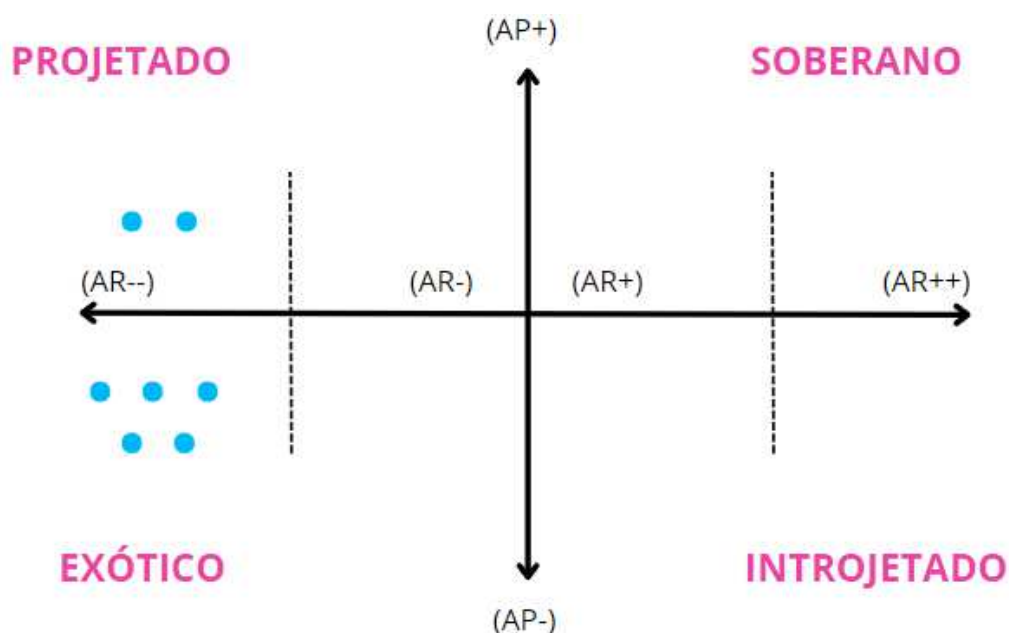 (AP+)
PROJETADO
SOBERANO
(AR--)
(AR-)
(AR+)
(AR++)
EXÓTICO
INTROJETADO
(AP-)